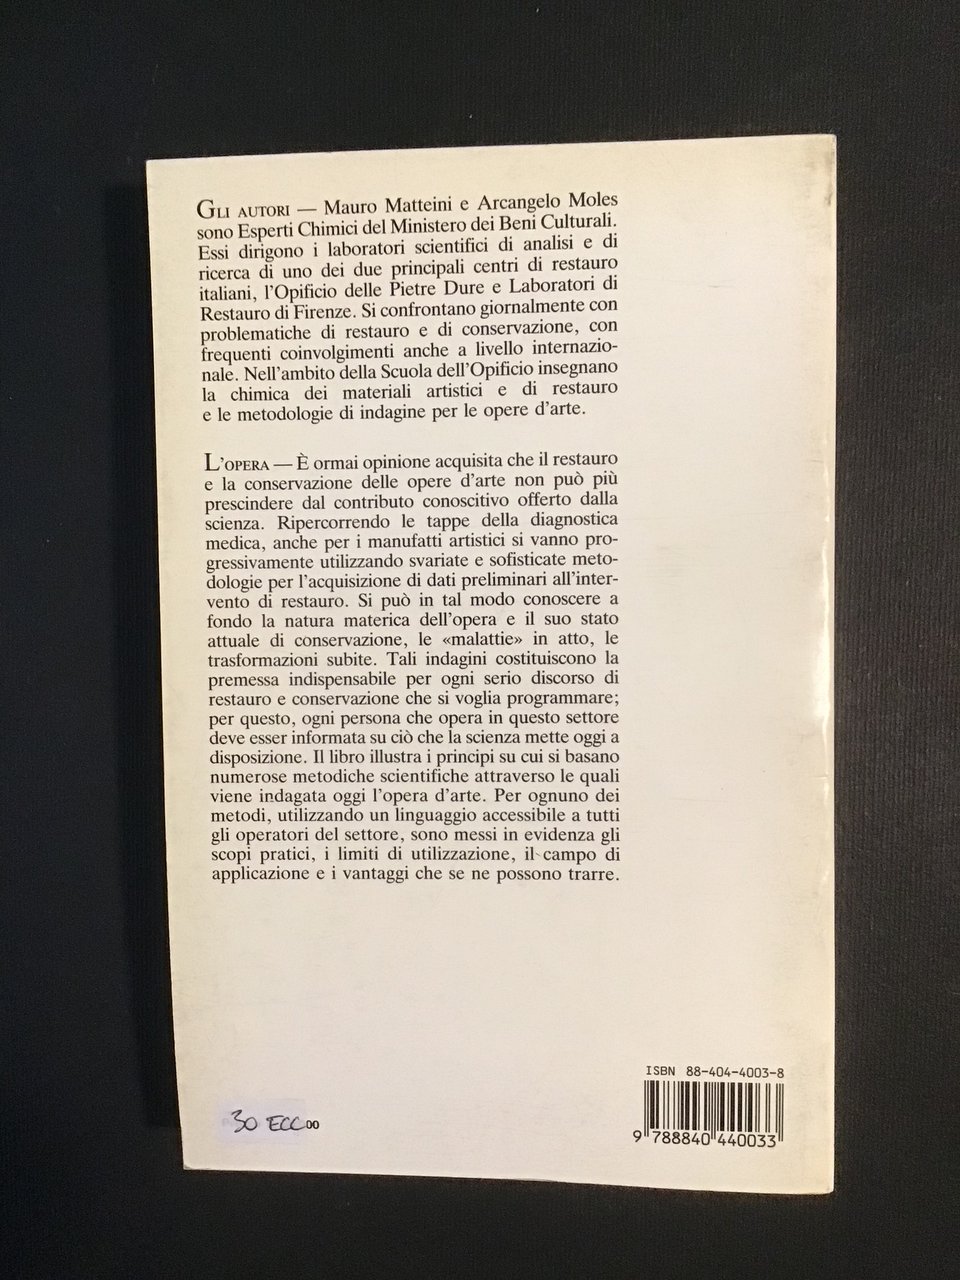 GLI AUTORI — Mauro Matteini e Arcangelo Moles
sono Esperti Chimici del Ministero dei Beni Culturali.
Essi dirigono i laboratori scientifici di analisi e di
ricerca di uno dei due principali centri di restauro
italiani, l'Opificio delle Pietre Dure e Laboratori di
Restauro di Firenze. Si confrontano giornalmente con
problematiche di restauro e di conservazione, con
frequenti coinvolgimenti anche a livello internazio-
nale. Nell'ambito della Scuola dell'Opificio insegnano
la chimica dei materiali artistici e di restauro
e le metodologie di indagine per le opere d'arte.
L'OPERA — È ormai opinione acquisita che il restauro
e la conservazione delle opere d'arte non può più
prescindere dal contributo conoscitivo offerto dalla
scienza. Ripercorrendo le tappe della diagnostica
medica, anche per i manufatti artistici si vanno pro-
gressivamente utilizzando svariate e sofisticate meto-
dologie per l'acquisizione di dati preliminari all'inter-
vento di restauro. Si può in tal modo conoscere a
fondo la natura materica dell'opera e il suo stato
attuale di conservazione, le «malattie» in atto, le
trasformazioni subite. Tali indagini costituiscono la
premessa indispensabile per ogni serio discorso di
restauro e conservazione che si voglia programmare;
per questo, ogni persona che opera in questo settore
deve esser informata su ciò che la scienza mette oggi a
disposizione. Il libro illustra i principi su cui si basano
numerose metodiche scientifiche attraverso le quali
viene indagata oggi l'opera d'arte. Per ognuno dei
metodi, utilizzando un linguaggio accessibile a tutti
gli operatori del settore, sono messi in evidenza gli
scopi pratici, i limiti di utilizzazione, il campo di
applicazione e i vantaggi che se ne possono trarre.
ISBN 88-404-4003-8
9 788840 440033
30 ECC 00